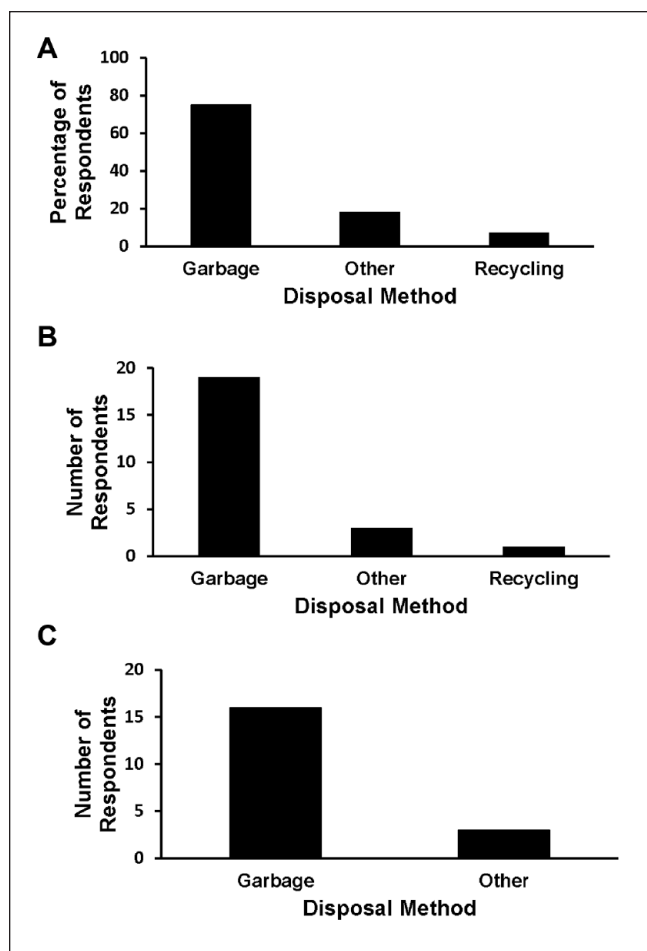 A
Percentage of
Respondents
100
80
60
40
20
0
Garbage Other Recycling
Disposal Method
B
Number of
Respondents
20
15
10
5
0
Garbage Other Recycling
Disposal Method
C
Number of
Respondents
20
15
10
5
0
Garbage Other
Disposal Method